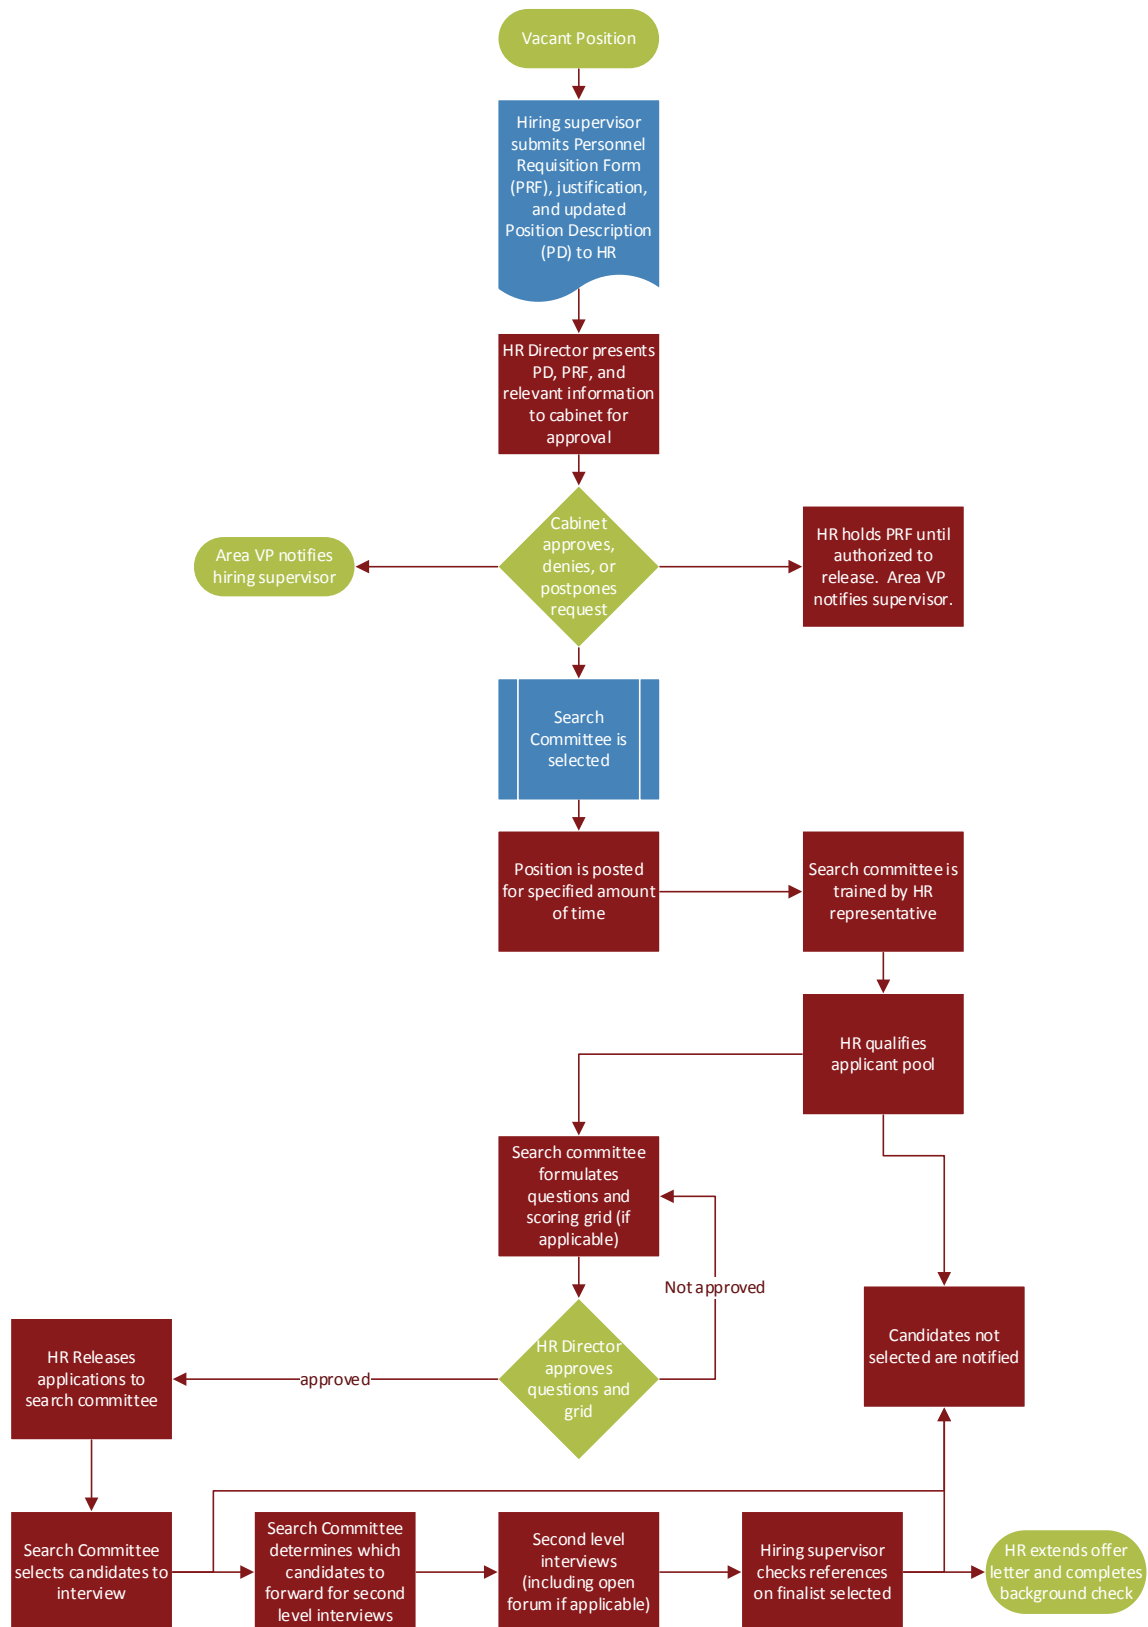 Vacant Position
Hiring supervisor
submits Personnel
Requisition Form
(PRF), justification,
and updated
Position Description
(PD) to HR
HR Director presents
PD, PRF, and
relevant information
to cabinet for
approval
Cabinet
approves,
denies, or
postpones
request
Area VP notifies
hiring supervisor
HR holds PRF until
authorized to
release.  Area VP
notifies supervisor.
Search
Committee is
selected
Position is posted
for specified amount
of time
Search committee is
trained by HR
representative
HR qualifies
applicant pool
Search committee
formulates
questions and
scoring grid (if
applicable)
Not approved
HR Director
approves
questions and
grid
approved
HR Releases
applications to
search committee
Candidates not
selected are notified
Search Committee
selects candidates to
interview
Search Committee
determines which
candidates to
forward for second
level interviews
Second level
interviews
(including open
forum if applicable)
Hiring supervisor
checks references
on finalist selected
HR extends offer
letter and completes
background check